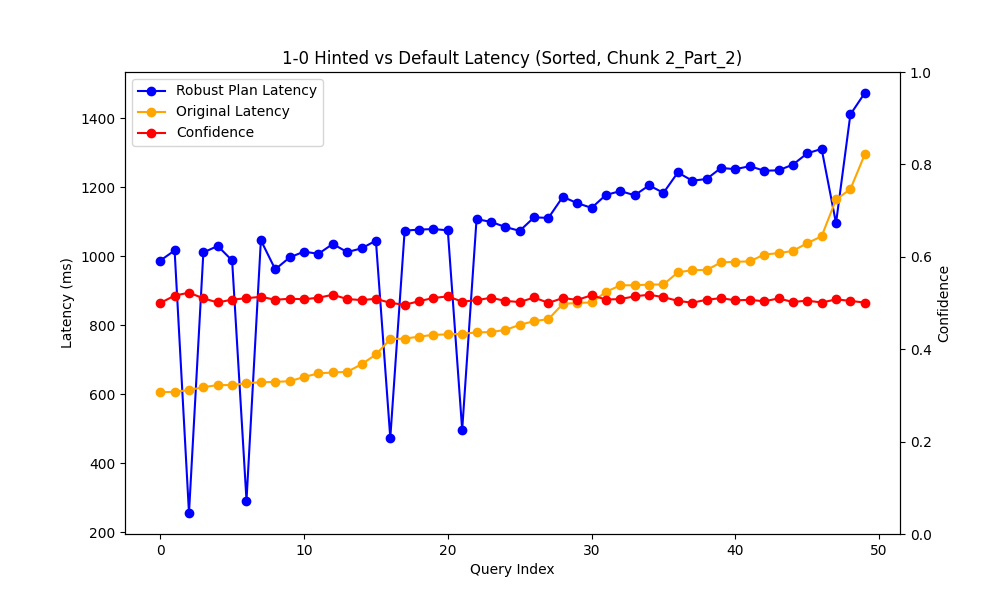 1-0 Hinted vs Default Latency (Sorted, Chunk 2_Part_2)
Robust Plan Latency
Original Latency
Confidence
Latency (ms)
1400
1200
1000
800
600
400
200
1.0
0.8
0.6
0.4
0.2
0.0
Confidence
0 10 20 30 40 50
Query Index